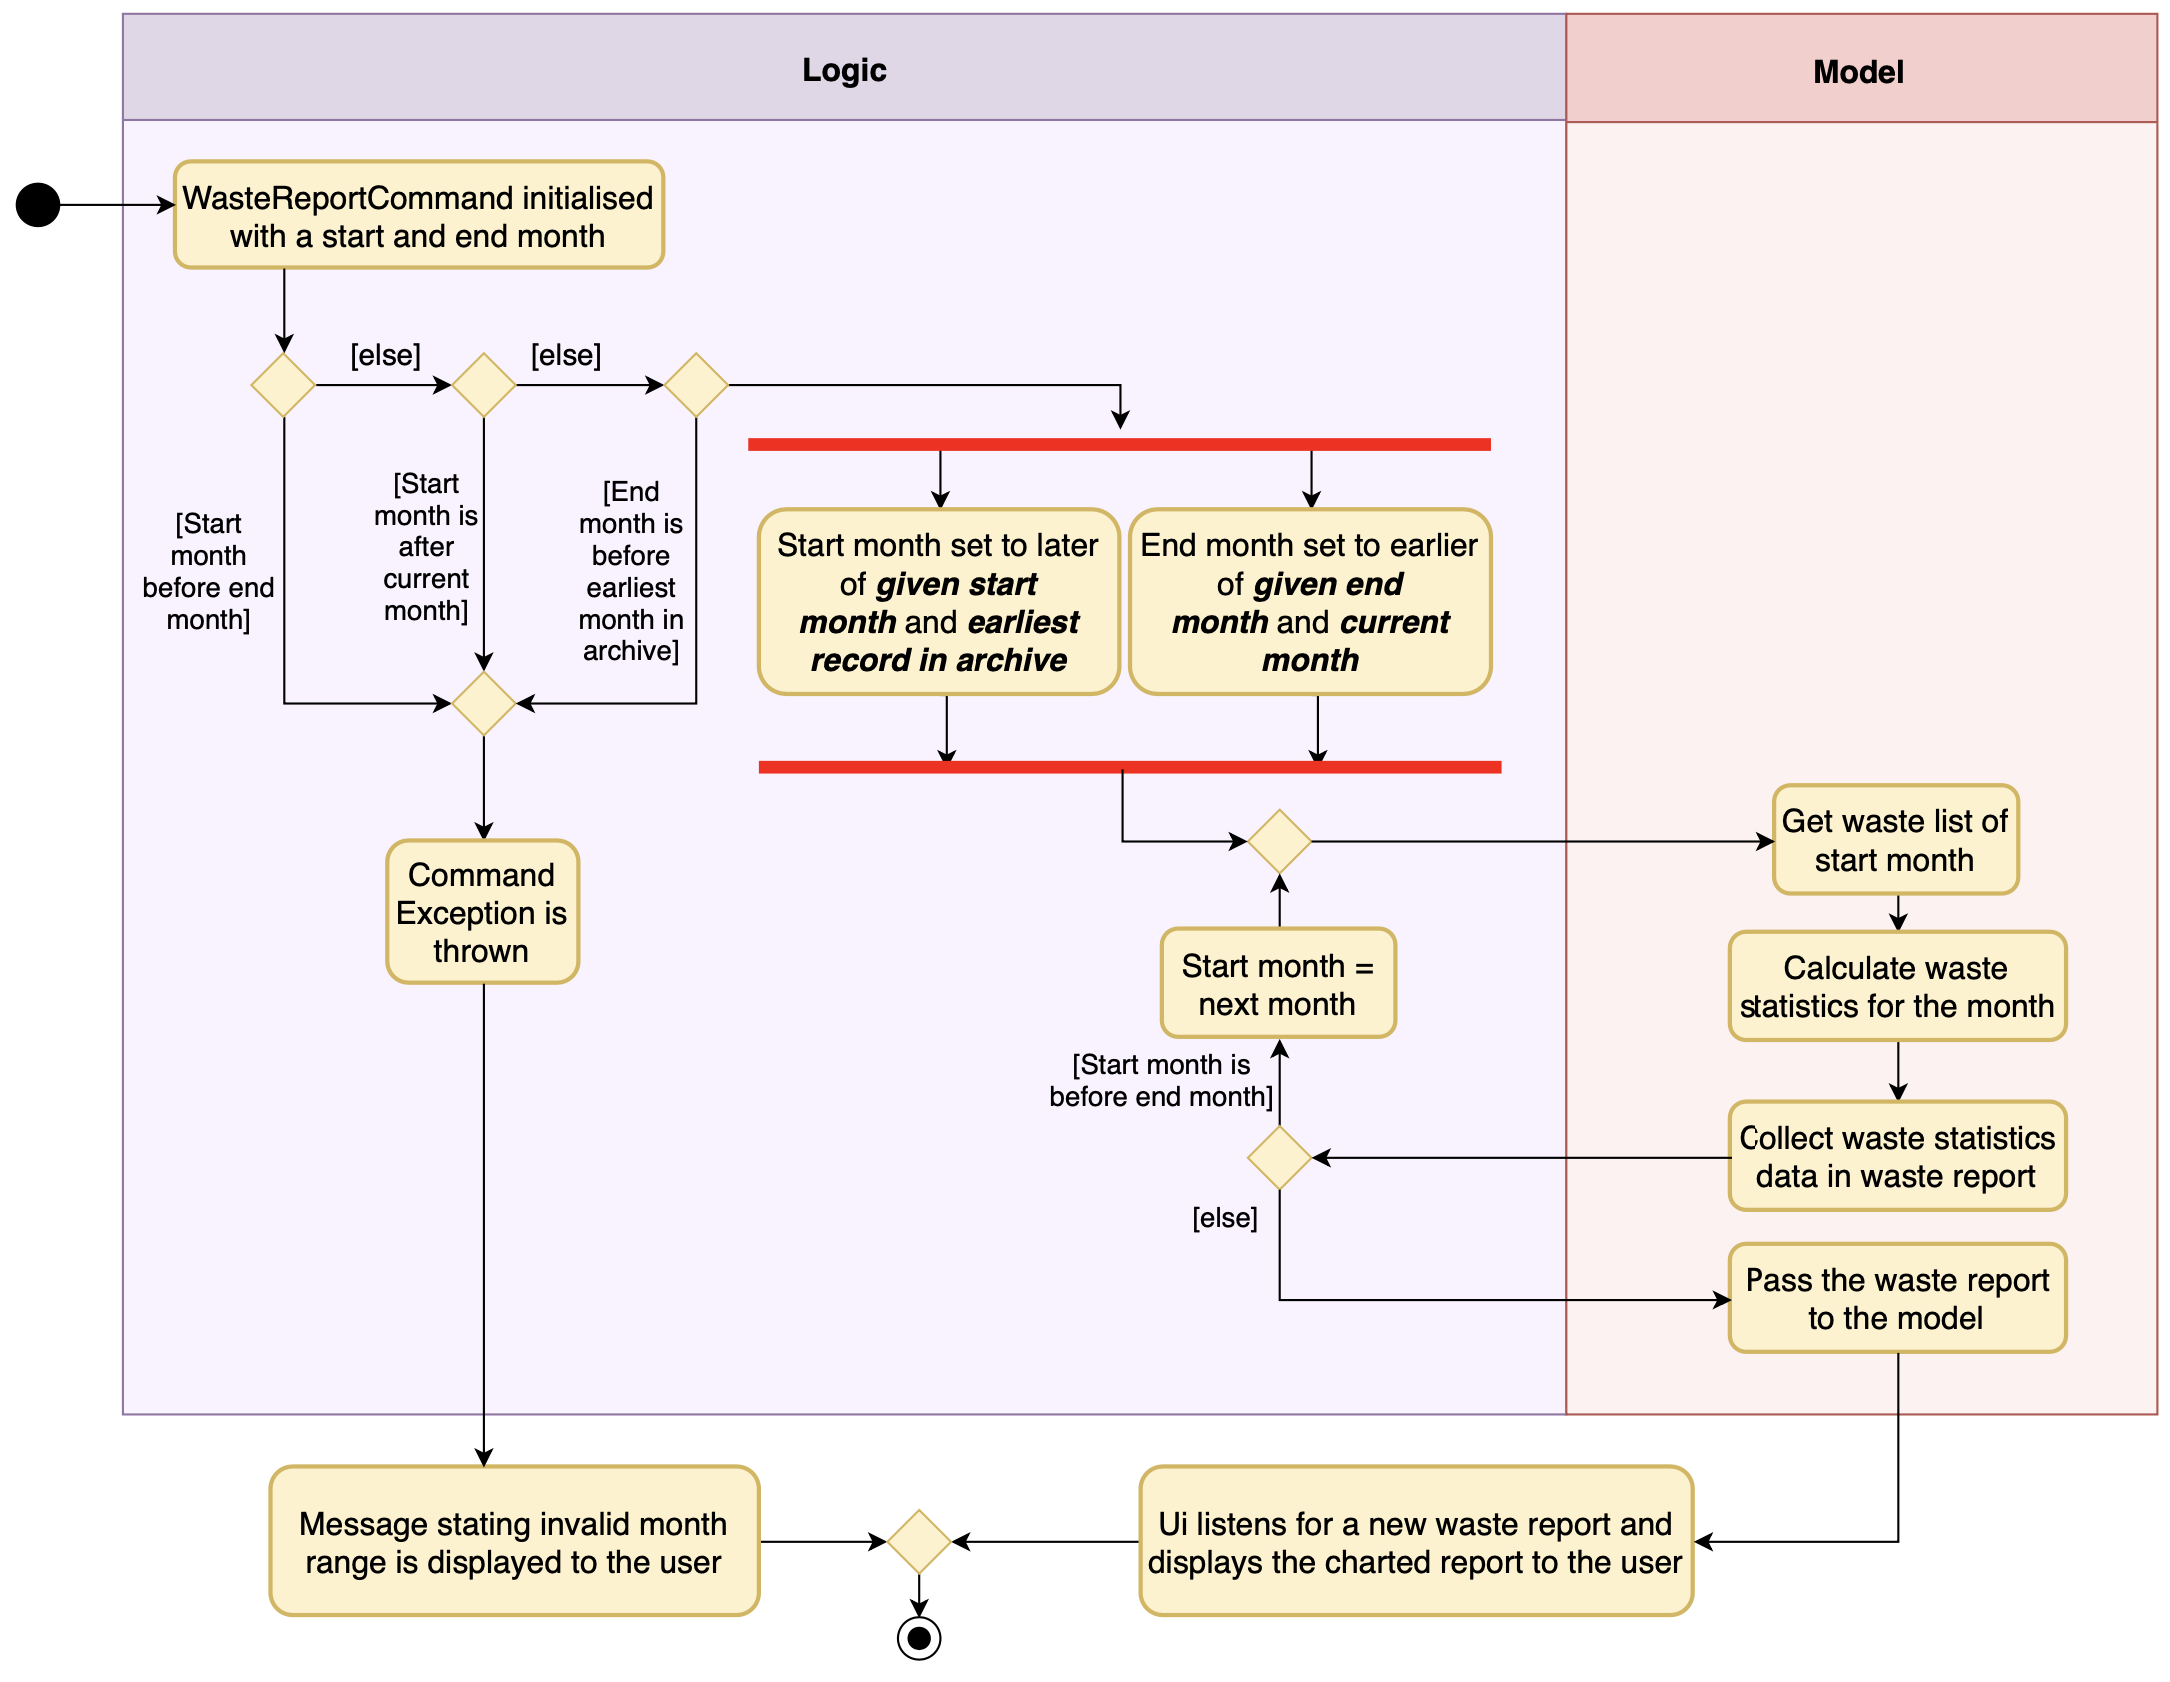 Logic
Model
WasteReportCommand initialised
with a start and end month
[else]
[else]
[Start
month
before end
month]
[Start
month is
after
current
month]
[End
month is
before
earliest
month in
archive]
Start month set to later
of given start
month and earliest
record in archive
End month set to earlier
of given end
month and current
month
Command
Exception is
thrown
Get waste list of
start month
Start month =
next month
Calculate waste
statistics for the month
[Start month is
before end month]
Collect waste statistics
data in waste report
[else]
Pass the waste report
to the model
Message stating invalid month
range is displayed to the user
Ui listens for a new waste report and
displays the charted report to the user